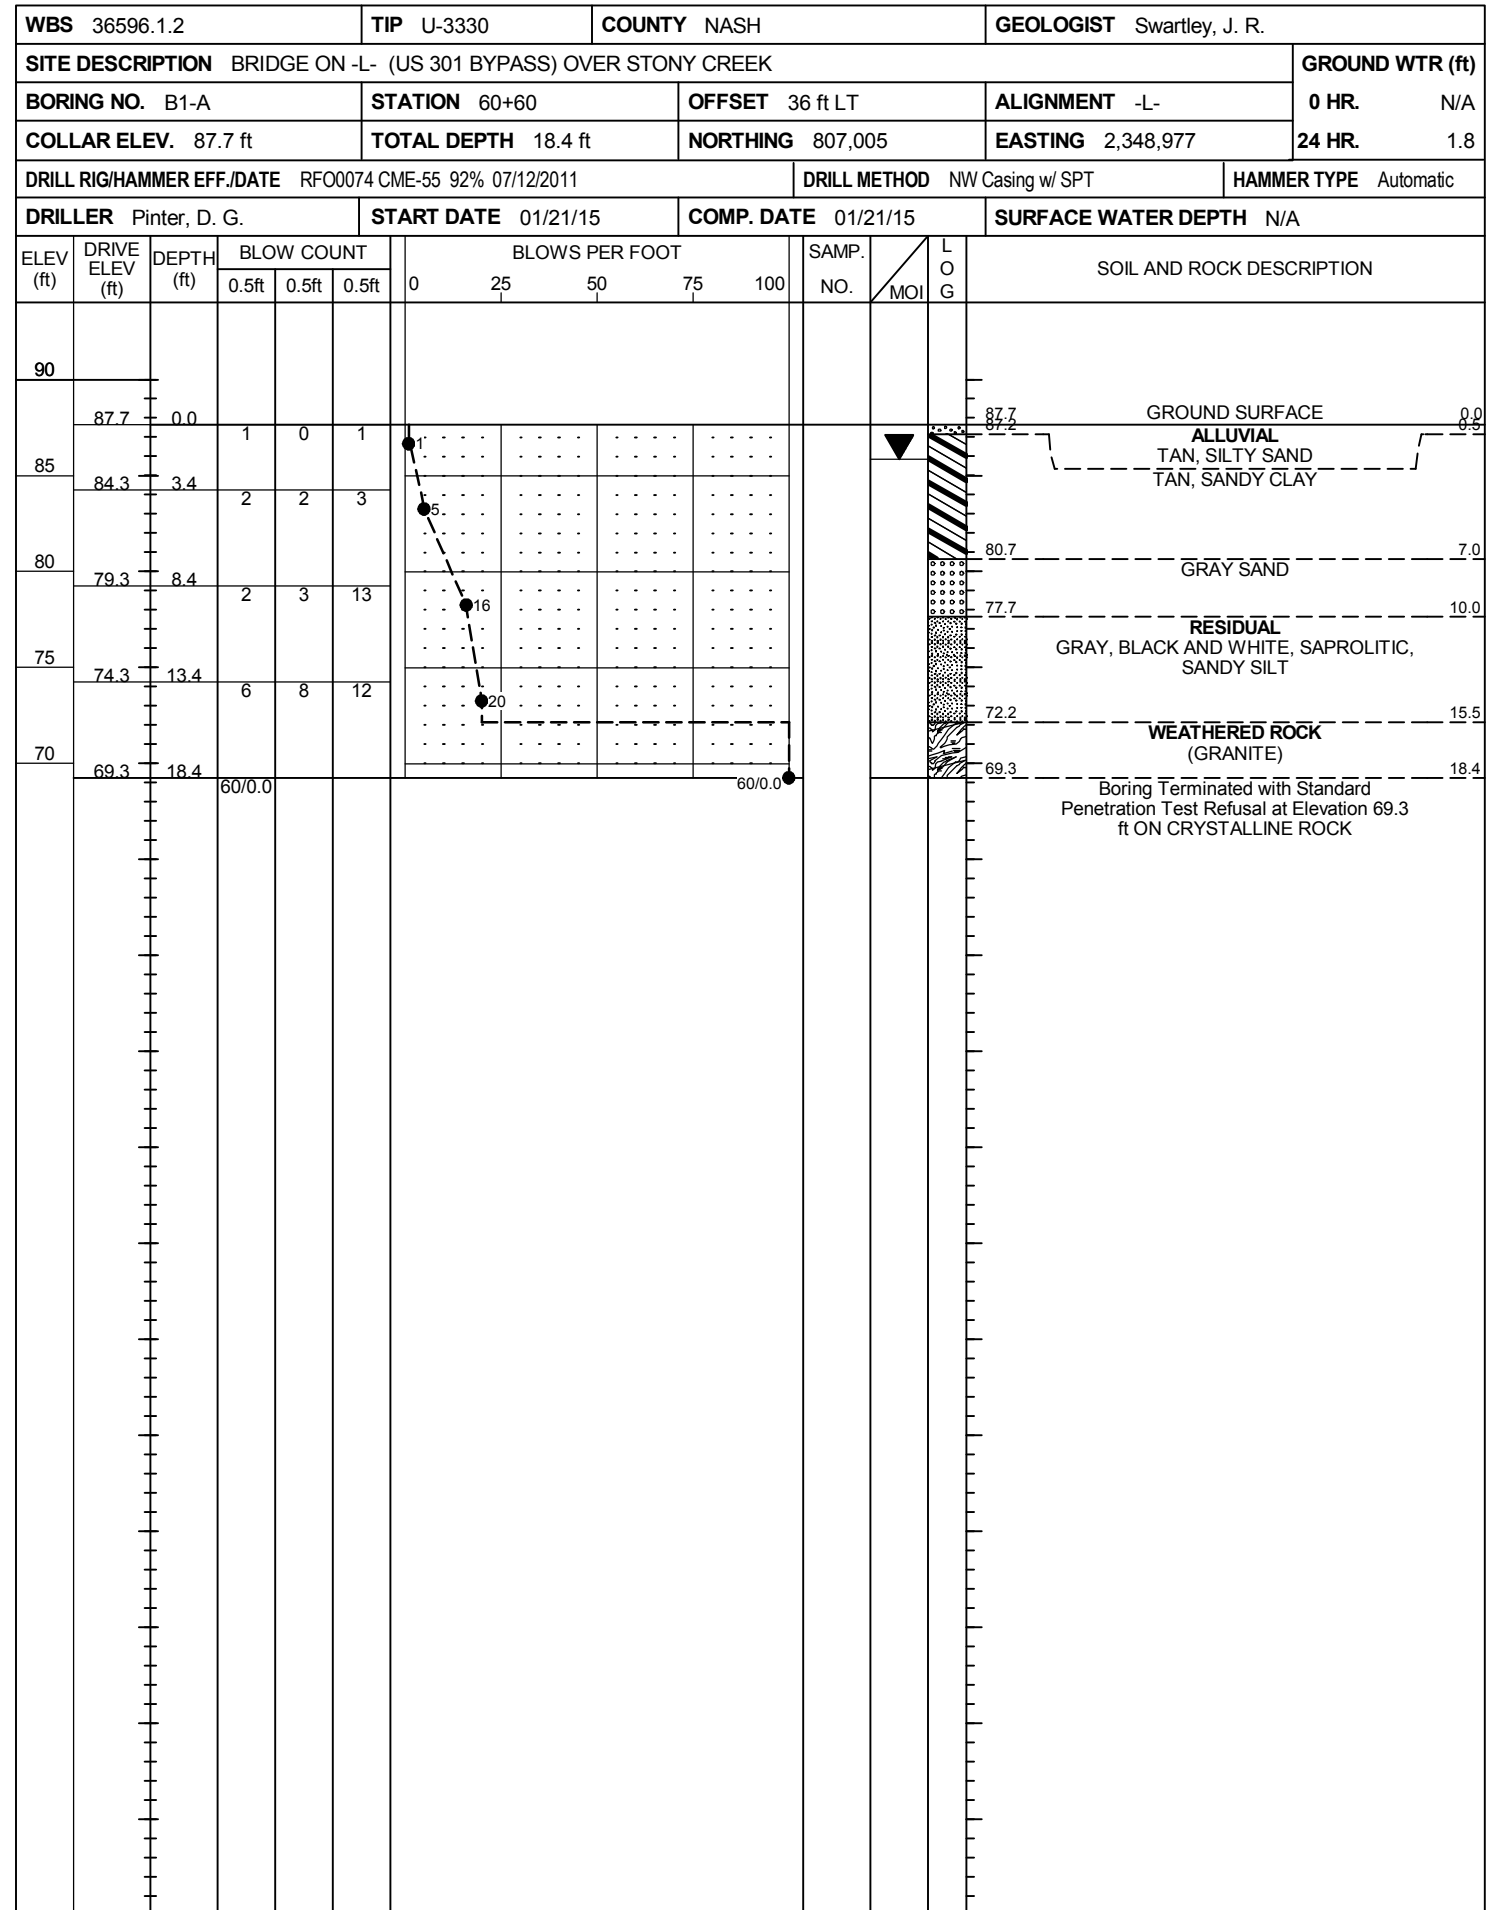 WBS 36596.1.2 TIP U-3330 COUNTY NASH GEOLOGIST Swartley, J. R.
SITE DESCRIPTION BRIDGE ON -L- (US 301 BYPASS) OVER STONY CREEK GROUND WTR (ft)
BORING NO. B1-A STATION 60+60 OFFSET 36 ft LT ALIGNMENT -L- 0 HR. N/A
COLLAR ELEV. 87.7 ft TOTAL DEPTH 18.4 ft NORTHING 807,005 EASTING 2,348,977 24 HR. 1.8
DRILL RIG/HAMMER EFF./DATE RFO0074 CME-55 92% 07/12/2011 DRILL METHOD NW Casing w/ SPT HAMMER TYPE Automatic
DRILLER Pinter, D. G. START DATE 01/21/15 COMP. DATE 01/21/15 SURFACE WATER DEPTH N/A
ELEV (ft) DRIVE ELEV (ft) DEPTH (ft) BLOW COUNT BLOWS PER FOOT SAMP. NO. MOI LOG SOIL AND ROCK DESCRIPTION
0.5ft 0.5ft 0.5ft 0 25 50 75 100
90
87.7 0.0 87.7 GROUND SURFACE 0.0
1 0 1 1 87.2 ALLUVIAL 0.5
TAN, SILTY SAND
85 TAN, SANDY CLAY
84.3 3.4
2 2 3 5
80.7 7.0
80 GRAY SAND
79.3 8.4
2 3 13 16
77.7 10.0
RESIDUAL
GRAY, BLACK AND WHITE, SAPROLITIC,
75 SANDY SILT
74.3 13.4
6 8 12 20
72.2 15.5
WEATHERED ROCK
70 (GRANITE)
69.3 18.4 69.3 18.4
60/0.0 60/0.0 Boring Terminated with Standard
Penetration Test Refusal at Elevation 69.3
ft ON CRYSTALLINE ROCK